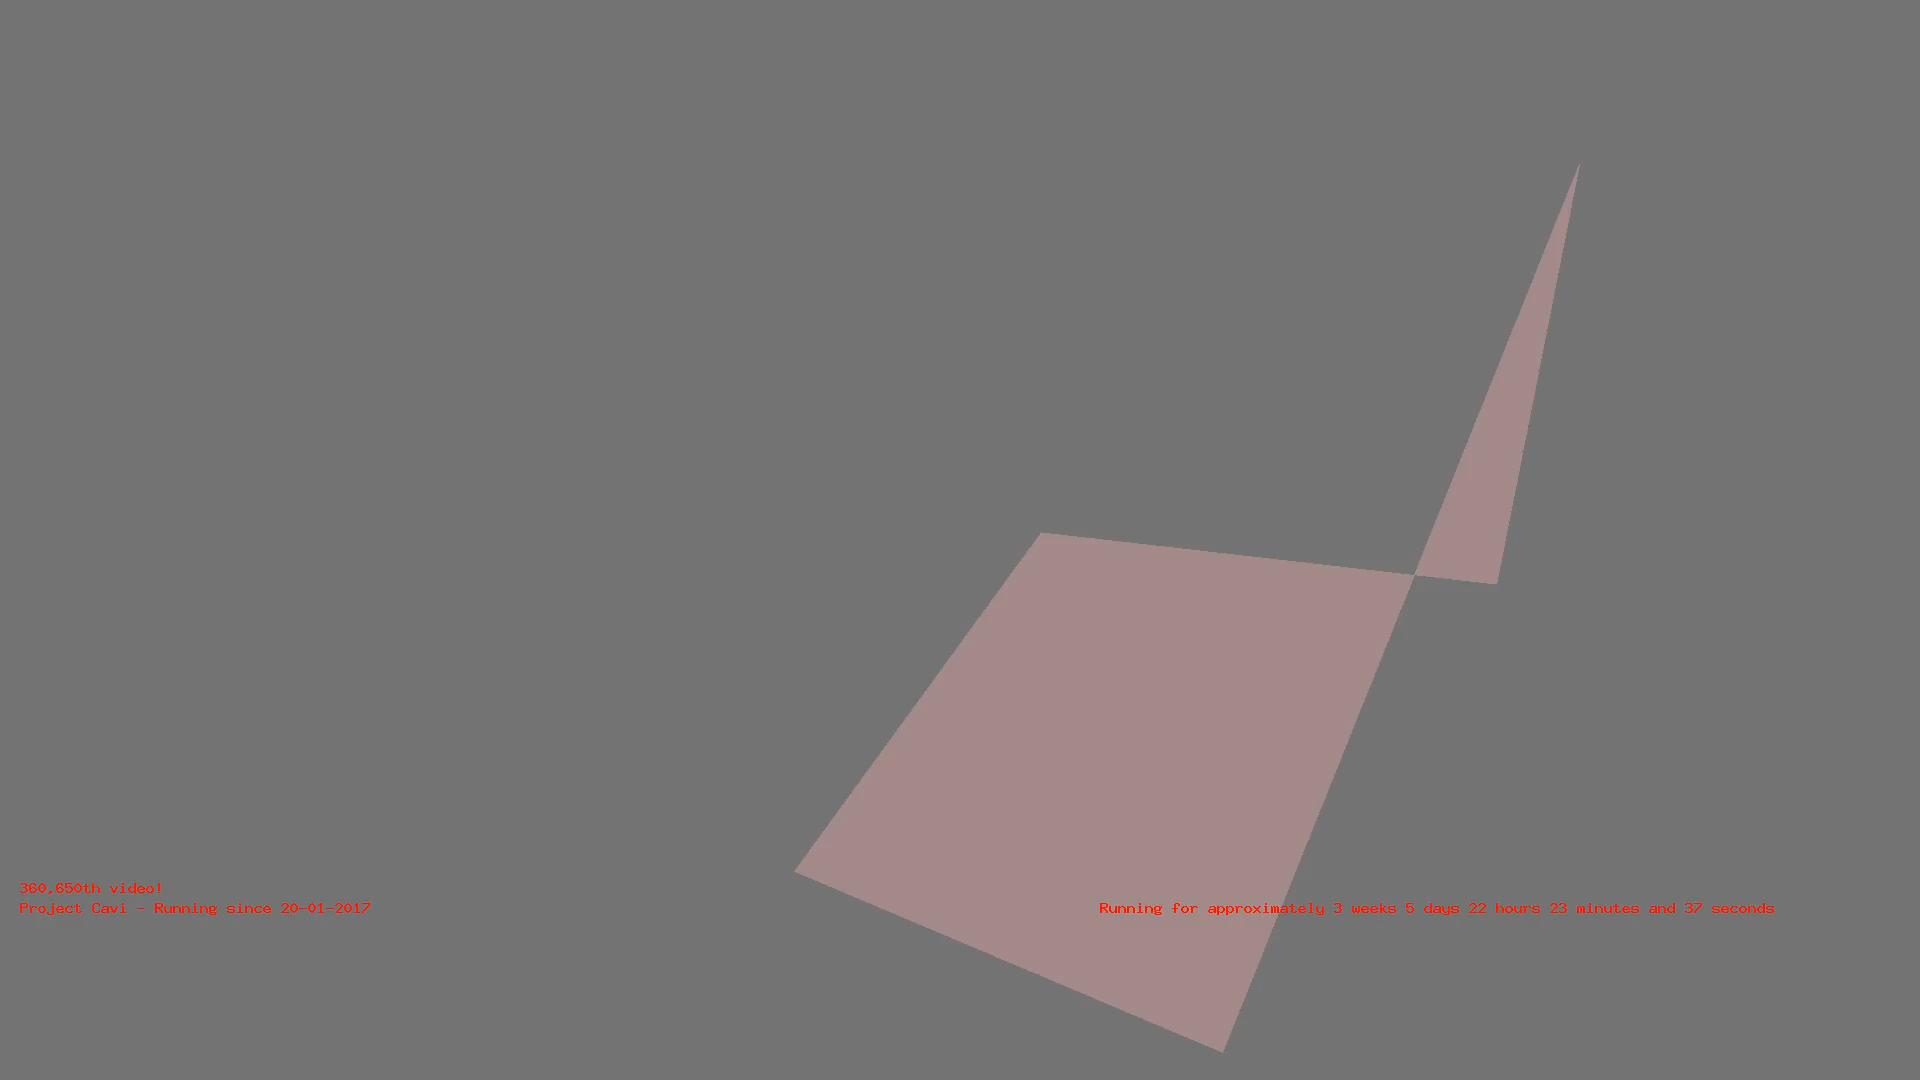 360,650th video!
Project Cavi - Running since 20-01-2017
Running for approximately 3 weeks 5 days 22 hours 23 minutes and 37 seconds